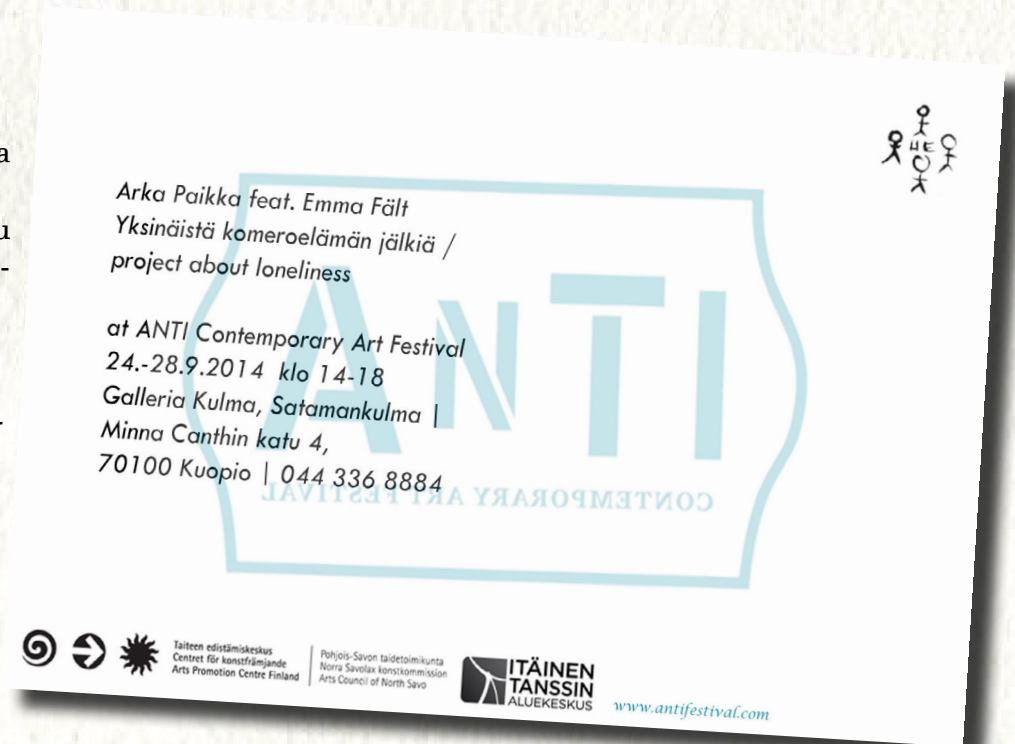 a
u
-
Arka Paikka feat. Emma Fält
Yksinäistä komeroelämän jälkiä /
project about loneliness
at ANTI Contemporary Art Festival
24.-28.9.2014 klo 14-18
Galleria Kulma, Satamankulma |
Minna Canthin katu 4,
70100 Kuopio | 044 336 8884
HEO
ANTI
CONTEMPORARY ART FESTIVAL
Taiteen edistämiskeskus
Centret för konstfrämjande
Arts Promotion Centre Finland
Pohjois-Savon taidetoimikunta
Norra Savolax konstkommission
Arts Council of North Savo
ITÄINEN
TANSSIN
ALUEKESKUS
www.antifestival.com